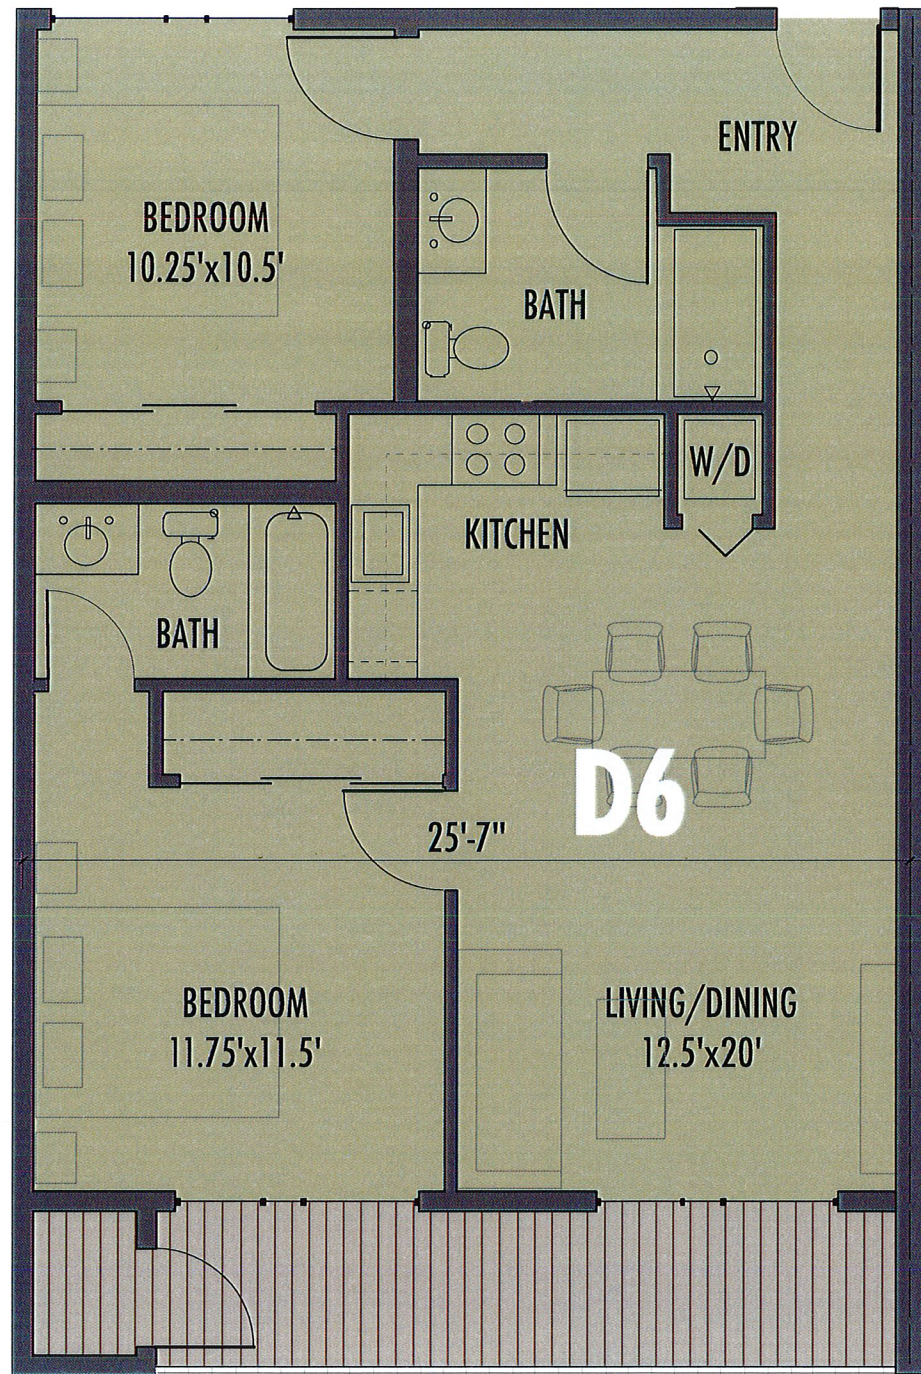 ENTRY
BEDROOM
10.25'x10.5'
BATH
W/D
KITCHEN
BATH
D6
25'-7"
BEDROOM
11.75'x11.5'
LIVING/DINING
12.5'x20'